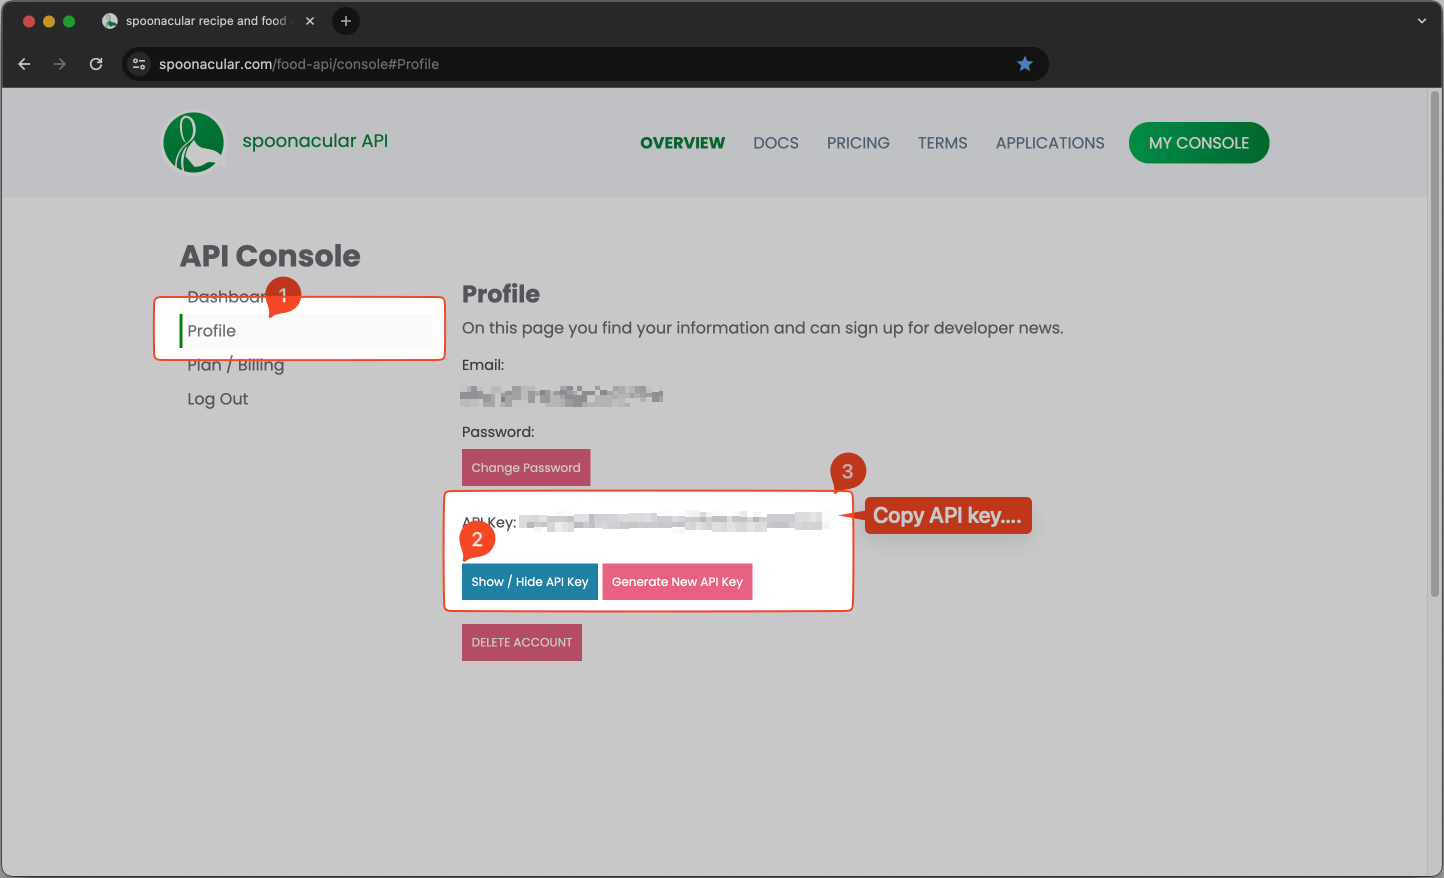 spoonacular recipe and food
spoonacular.com/food-api/console#Profile
spoonacular API
OVERVIEW
DOCS
PRICING
TERMS
APPLICATIONS
MY CONSOLE
API Console
Dashboar
1
Profile
Plan / Billing
Log Out
Profile
On this page you find your information and can sign up for developer news.
Email:
Password:
Change Password
3
API Key:
Copy API key....
2
Show / Hide API Key
Generate New API Key
DELETE ACCOUNT